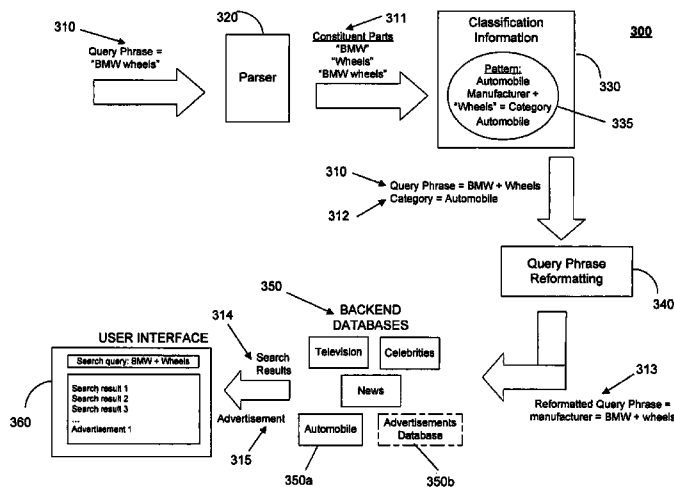 310
Query Phrase =
"BMW wheels"
320
Parser
311
Constituent Parts
"BMW"
"Wheels"
"BMW wheels"
Classification
Information
Pattern:
Automobile
Manufacturer +
"Wheels" = Category
Automobile
300
330
335
310
Query Phrase = BMW + Wheels
312
Category = Automobile
Query Phrase
Reformatting
340
313
Reformatted Query Phrase =
manufacturer = BMW + wheels
350
BACKEND
DATABASES
Television
Celebrities
News
Automobile
Advertisements
Database
350a
350b
314
Search
Results
Advertisement
315
USER INTERFACE
Search query: BMW + Wheels
Search result 1
Search result 2
Search result 3
...
Advertisement 1
360